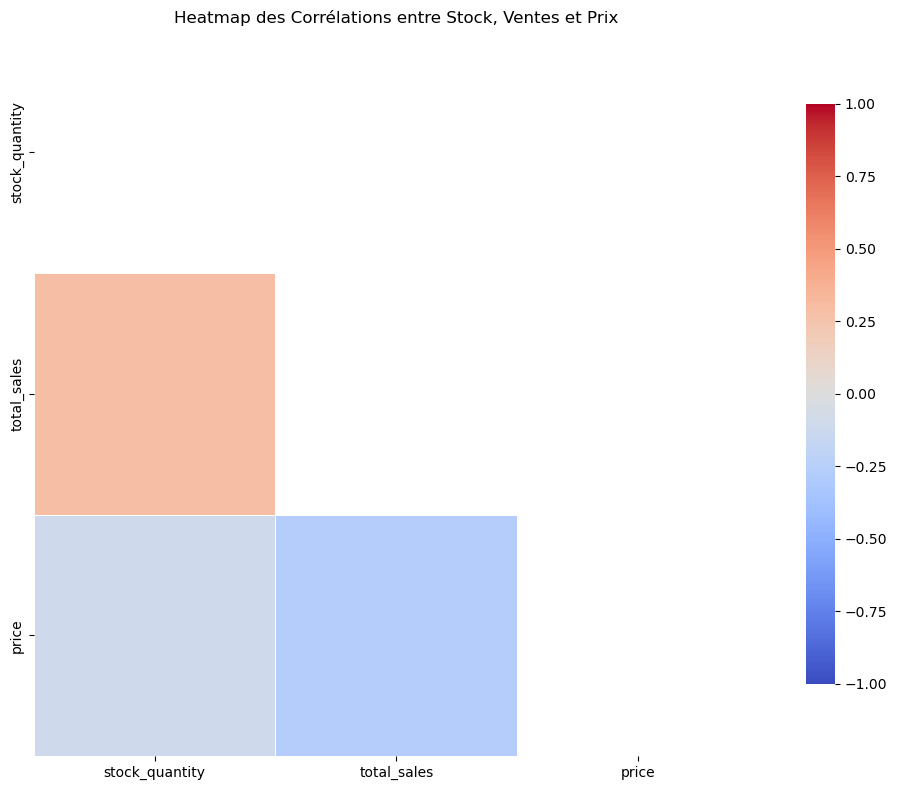 Heatmap des Corrélations entre Stock, Ventes et Prix
stock_quantity
total_sales
price
stock_quantity
total_sales
price
1.00
0.75
0.50
0.25
0.00
−0.25
−0.50
−0.75
−1.00